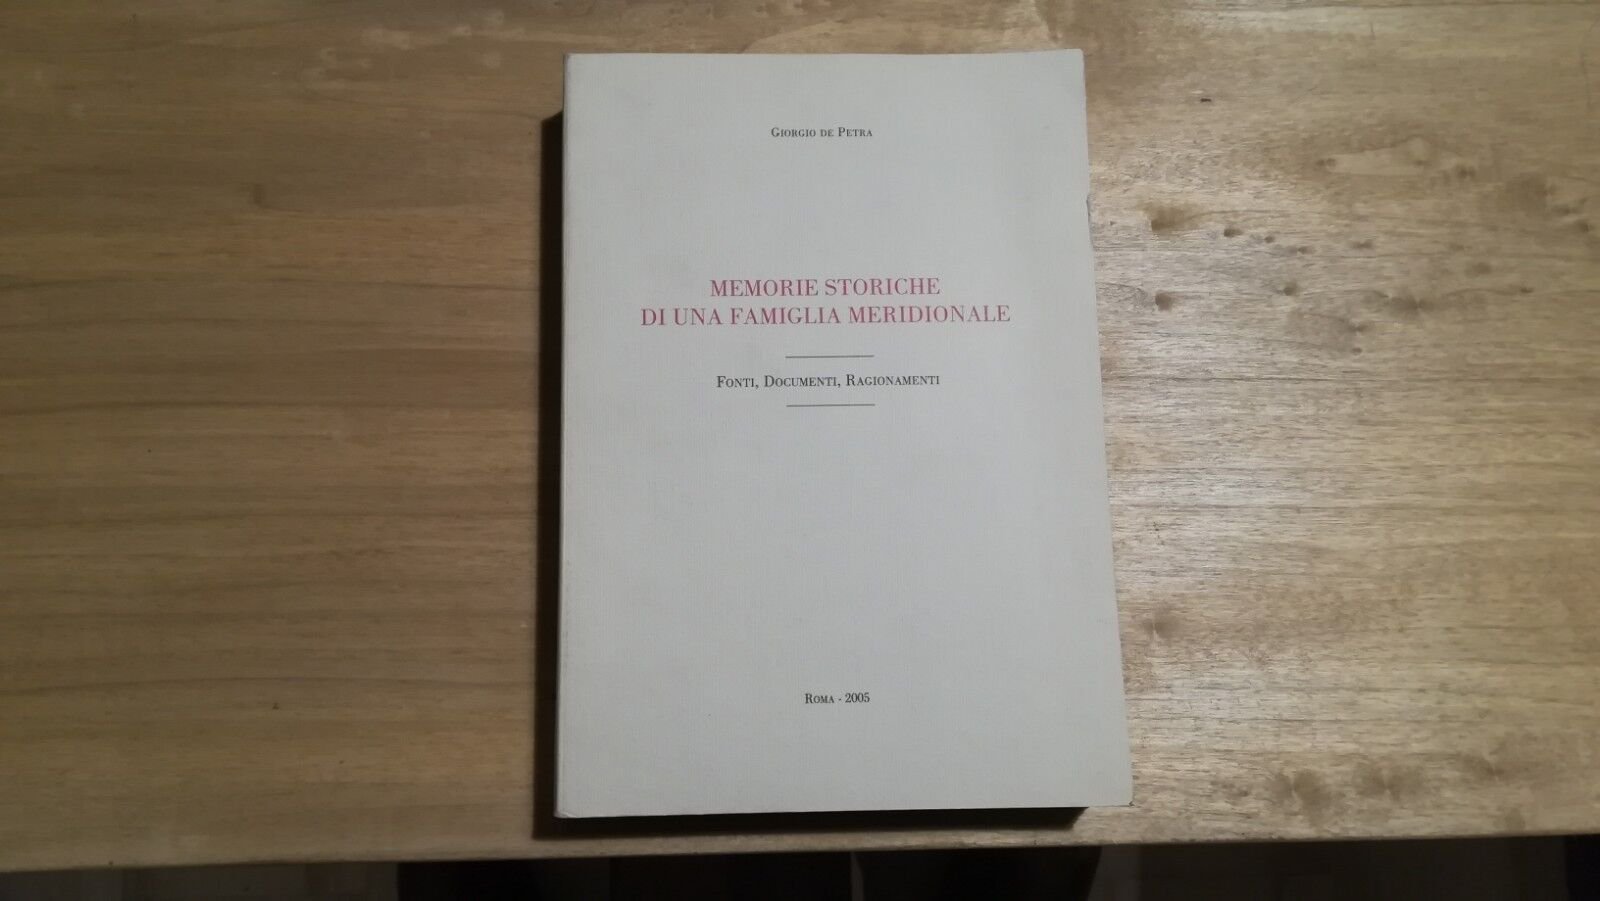 Giorgio de Petra
MEMORIE STORICHE
DI UNA FAMIGLIA MERIDIONALE
Fonti, Documenti, Ragionamenti
Roma - 2005